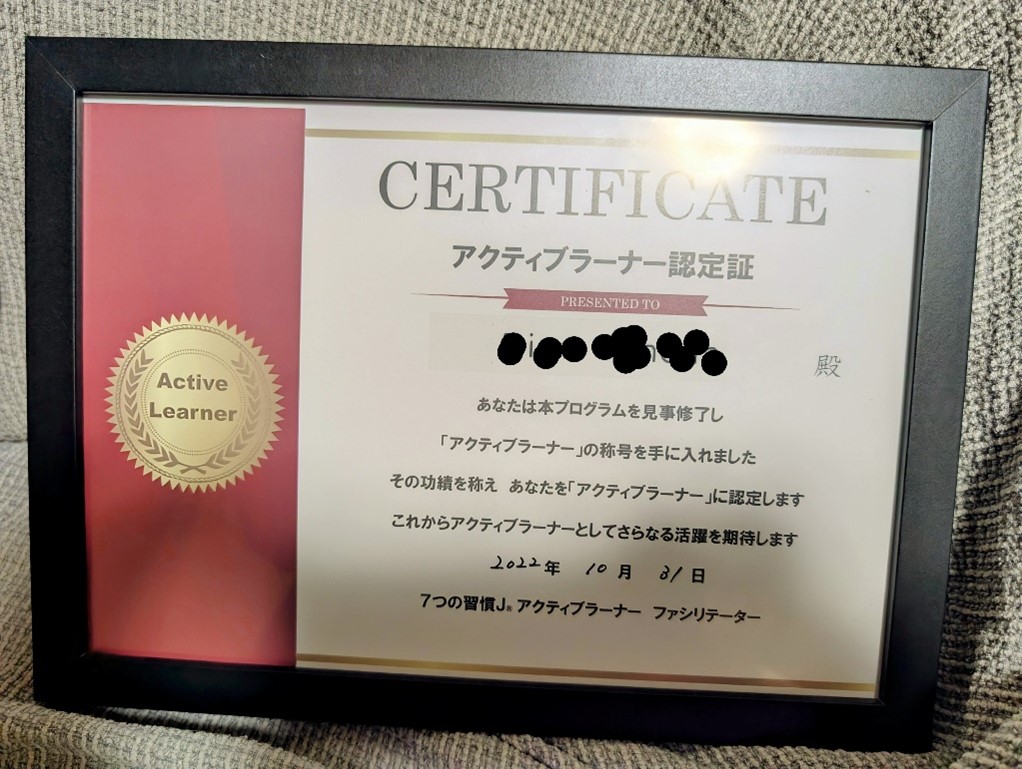 CERTIFICATE
アクティブラーナー認定証
PRESENTED TO
殿
Active
Learner
あなたは本プログラムを見事修了し
「アクティブラーナー」の称号を手に入れました
その功績を称え あなたを「アクティブラーナー」に認定します
これからアクティブラーナーとしてさらなる活躍を期待します
2022年 10月 31日
7つの習慣J® アクティブラーナー ファシリテーター